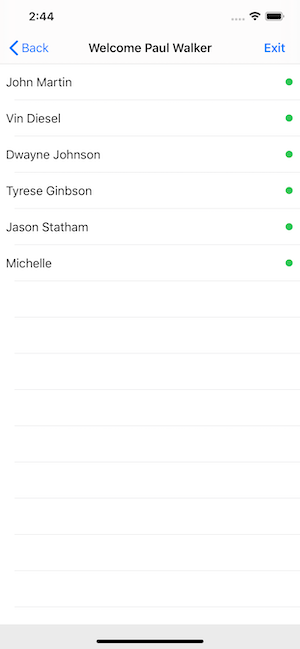 2:44
Back Welcome Paul Walker Exit
John Martin
Vin Diesel
Dwayne Johnson
Tyrese Ginbson
Jason Statham
Michelle